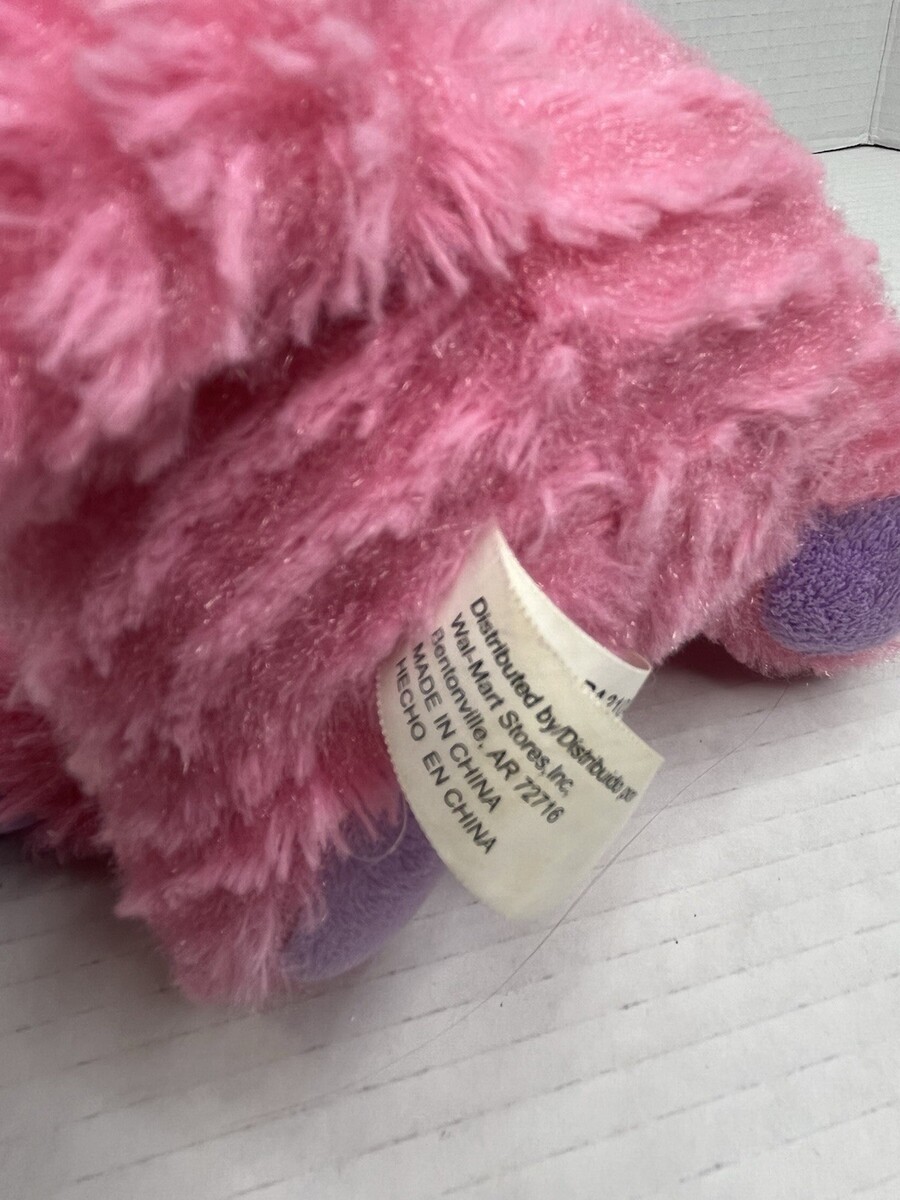 Distributed by/Distribuido por
Wal-Mart Stores, Inc,
Bentonville, AR 72716
MADE IN CHINA
HECHO EN CHINA